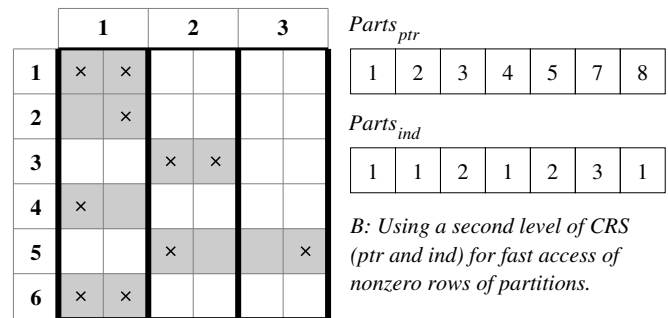 1 2 3
1 × ×
2 ×
3 × ×
4 ×
5 × ×
6 × ×
Parts_ptr
1 2 3 4 5 7 8
Parts_ind
1 1 2 1 2 3 1
B: Using a second level of CRS
(ptr and ind) for fast access of
nonzero rows of partitions.